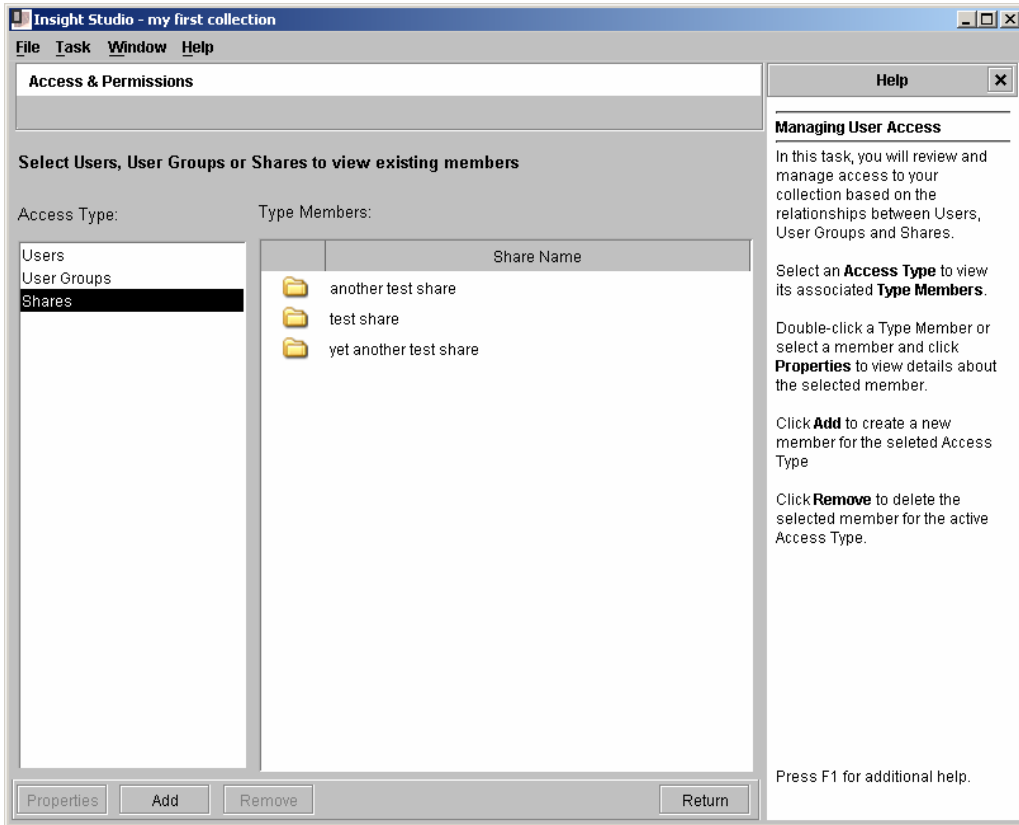 Insight Studio - my first collection
File Task Window Help
Access & Permissions
Select Users, User Groups or Shares to view existing members
Access Type:
Users
User Groups
Shares
Type Members:
Share Name
another test share
test share
yet another test share
Properties Add Remove Return
Help
Managing User Access
In this task, you will review and
manage access to your
collection based on the
relationships between Users,
User Groups and Shares.
Select an Access Type to view
its associated Type Members.
Double-click a Type Member or
select a member and click
Properties to view details about
the selected member.
Click Add to create a new
member for the seleted Access
Type
Click Remove to delete the
selected member for the active
Access Type.
Press F1 for additional help.